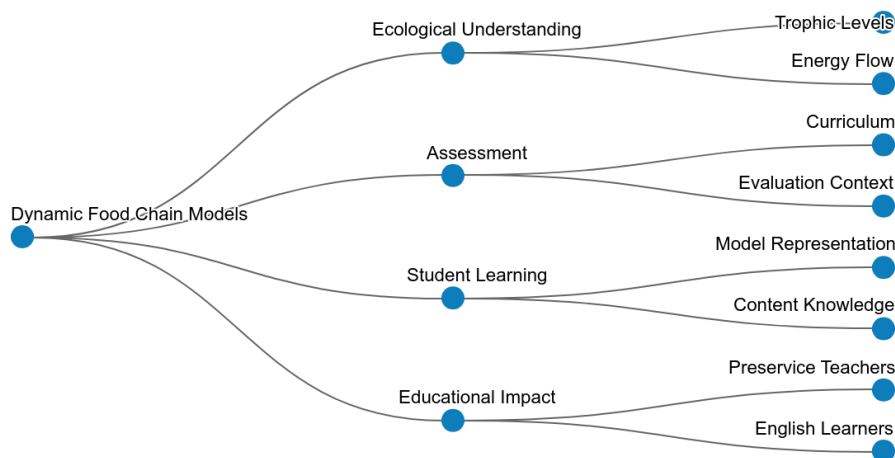 Dynamic Food Chain Models
Ecological Understanding
Trophic Levels
Energy Flow
Assessment
Curriculum
Evaluation Context
Student Learning
Model Representation
Content Knowledge
Educational Impact
Preservice Teachers
English Learners